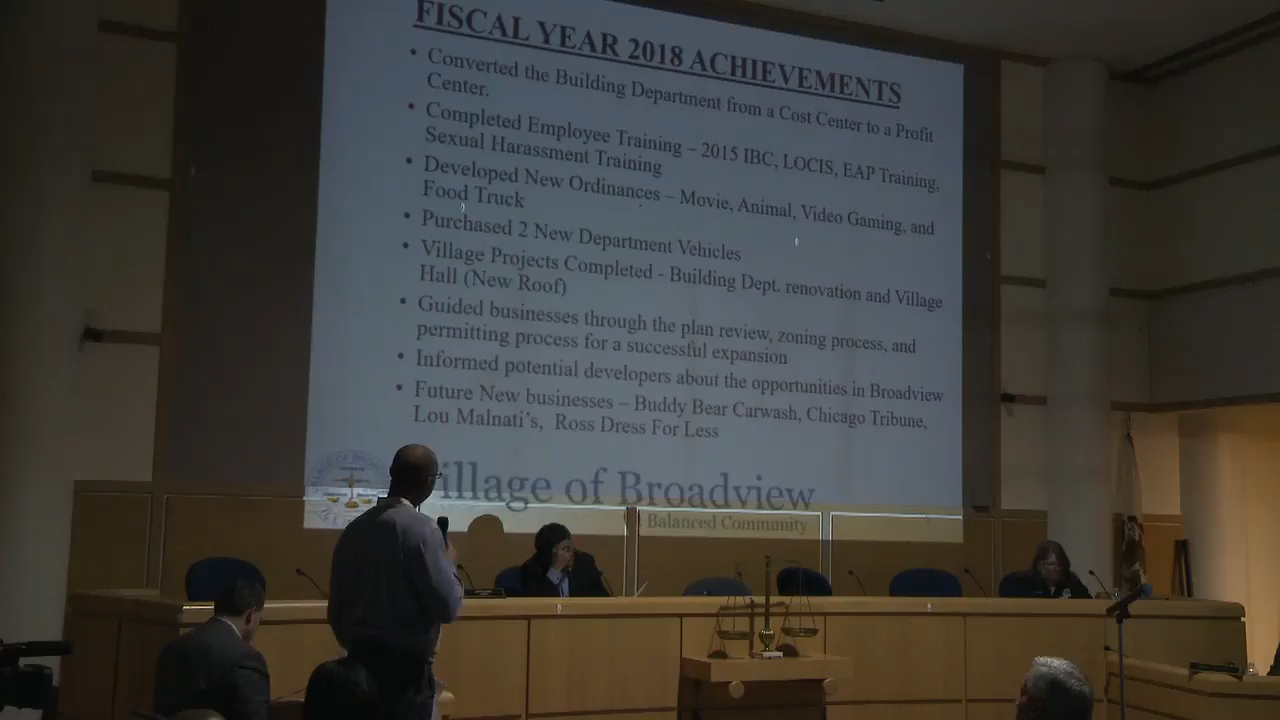 FISCAL YEAR 2018 ACHIEVEMENTS
• Converted the Building Department from a Cost Center to a Profit
Center.
• Completed Employee Training – 2015 IBC, LOCIS, EAP Training,
Sexual Harassment Training
• Developed New Ordinances – Movie, Animal, Video Gaming, and
Food Truck
• Purchased 2 New Department Vehicles
• Village Projects Completed - Building Dept. renovation and Village
Hall (New Roof)
• Guided businesses through the plan review, zoning process, and
permitting process for a successful expansion
• Informed potential developers about the opportunities in Broadview
• Future New businesses – Buddy Bear Carwash, Chicago Tribune,
Lou Malnati's, Ross Dress For Less
illage of Broadview
Balanced Community